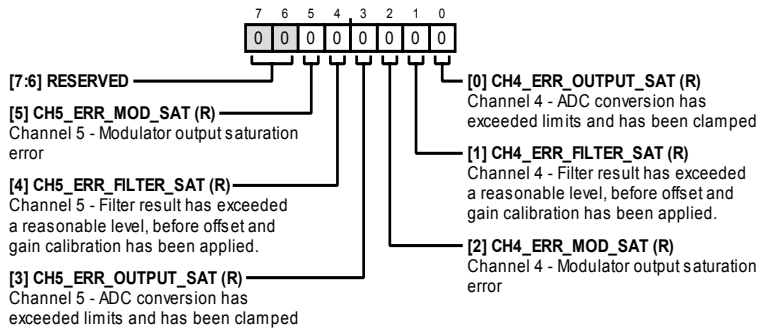 7 6 5 4 3 2 1 0
0 0 0 0 0 0 0 0
[7:6] RESERVED
[5] CH5_ERR_MOD_SAT (R)
Channel 5 - Modulator output saturation
error
[4] CH5_ERR_FILTER_SAT (R)
Channel 5 - Filter result has exceeded
a reasonable level, before offset and
gain calibration has been applied.
[3] CH5_ERR_OUTPUT_SAT (R)
Channel 5 - ADC conversion has
exceeded limits and has been clamped
[0] CH4_ERR_OUTPUT_SAT (R)
Channel 4 - ADC conversion has
exceeded limits and has been clamped
[1] CH4_ERR_FILTER_SAT (R)
Channel 4 - Filter result has exceeded
a reasonable level, before offset and
gain calibration has been applied.
[2] CH4_ERR_MOD_SAT (R)
Channel 4 - Modulator output saturation
error